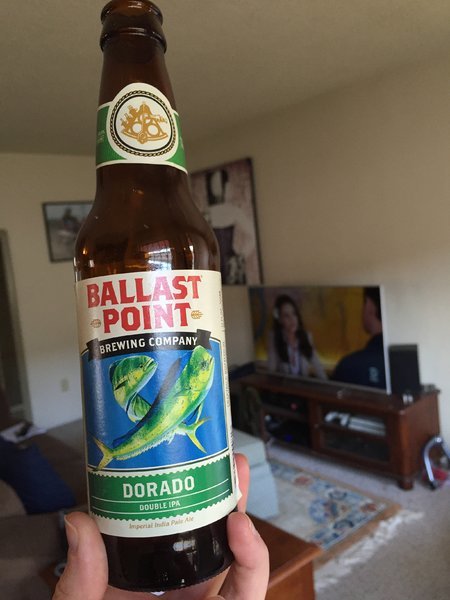 BALLAST
POINT
BREWING COMPANY
DORADO
DOUBLE IPA
Imperial India Pale Ale